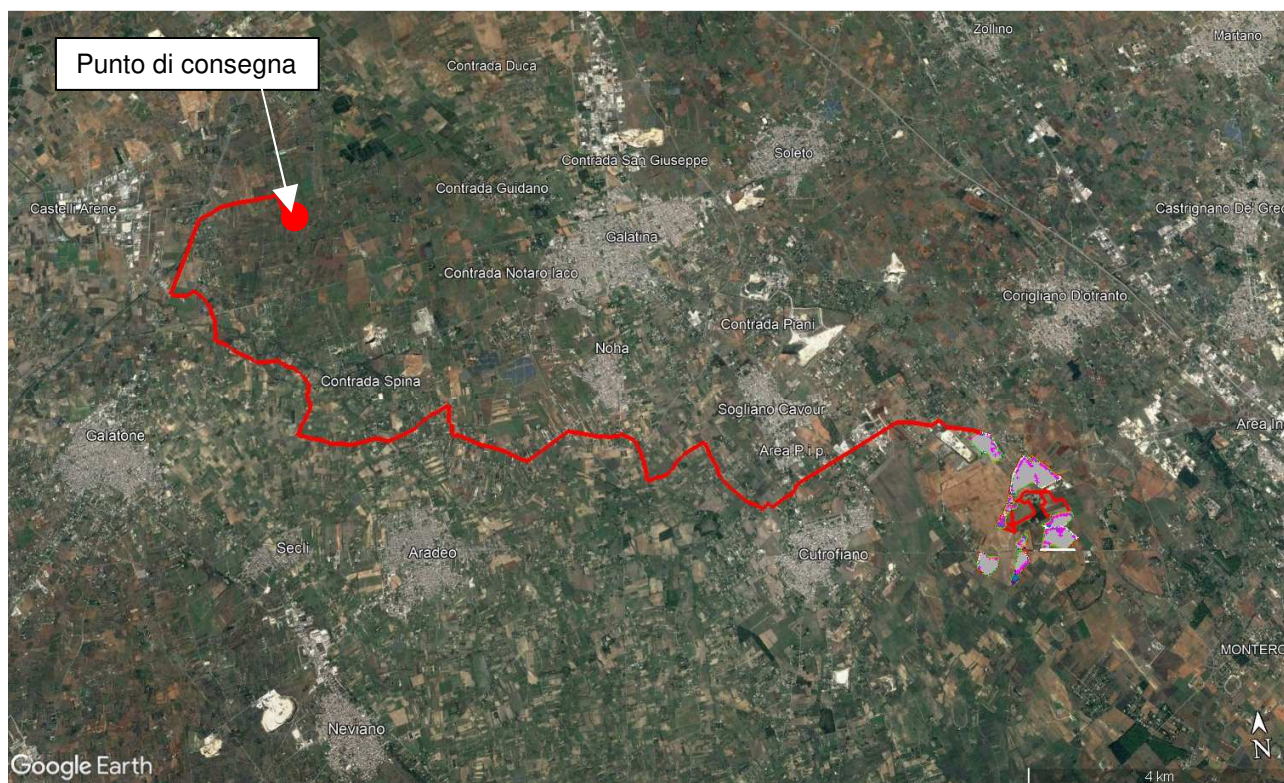 Zollino
Martano
Punto di consegna
Contrada Duca
Contrada San Giuseppe
Soleto
Contrada Guidano
Castelli Arene
Castrignano De' Grec
Galatina
Contrada Notaro Iaco
Corigliano D'otranto
Contrada Piani
Noha
Contrada Spina
Sogliano Cavour
Galatone
Area In
Area P.i.p.
Secli
Aradeo
Cutrofiano
MONTERO
Neviano
N
Google Earth
4 km